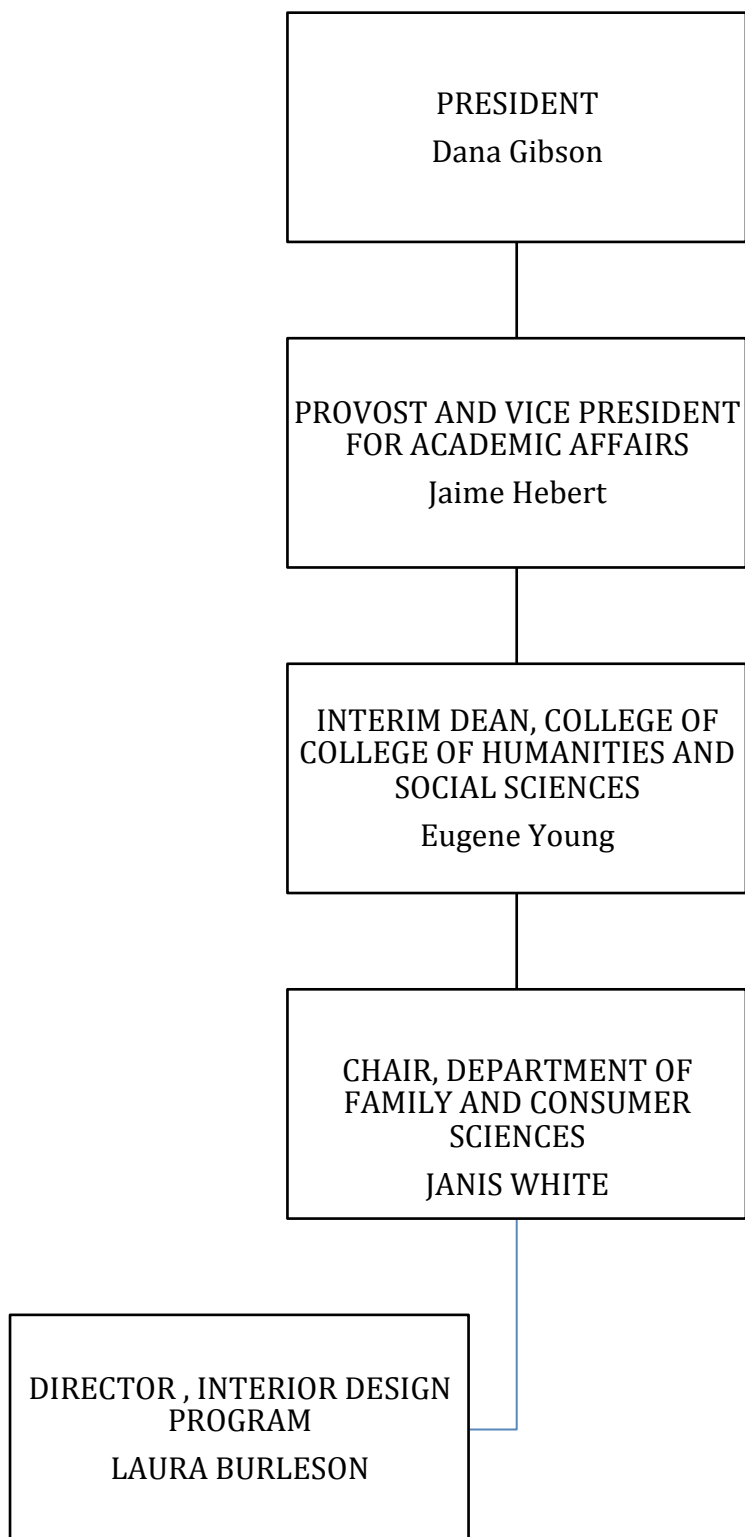 PRESIDENT
Dana Gibson
PROVOST AND VICE PRESIDENT
FOR ACADEMIC AFFAIRS
Jaime Hebert
INTERIM DEAN, COLLEGE OF
COLLEGE OF HUMANITIES AND
SOCIAL SCIENCES
Eugene Young
CHAIR, DEPARTMENT OF
FAMILY AND CONSUMER
SCIENCES
JANIS WHITE
DIRECTOR , INTERIOR DESIGN
PROGRAM
LAURA BURLESON